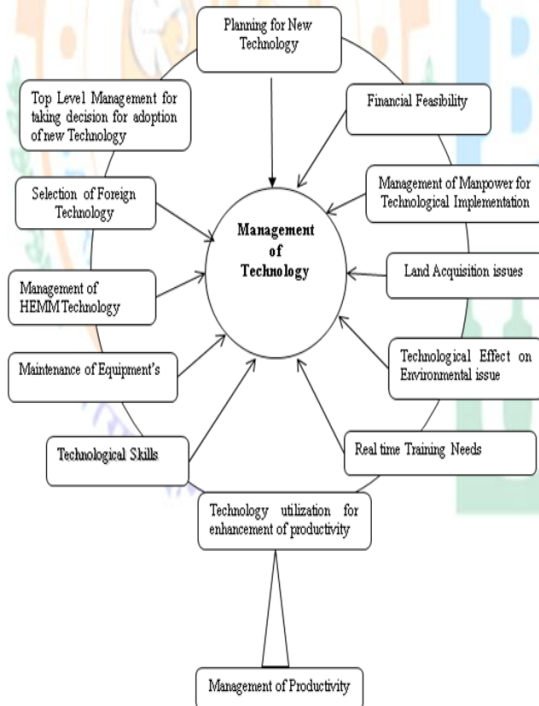 Planning for New
Technology
Top Level Management for
taking decision for adoption
of new Technology
Financial Feasibility
Selection of Foreign
Technology
Management of Manpower for
Technological Implementation
Management
of
Technology
Management of
HEMM Technology
Land Acquisition issues
Maintenance of Equipment's
Technological Effect on
Environmental issue
Technological Skills
Real time Training Needs
Technology utilization for
enhancement of productivity
Management of Productivity